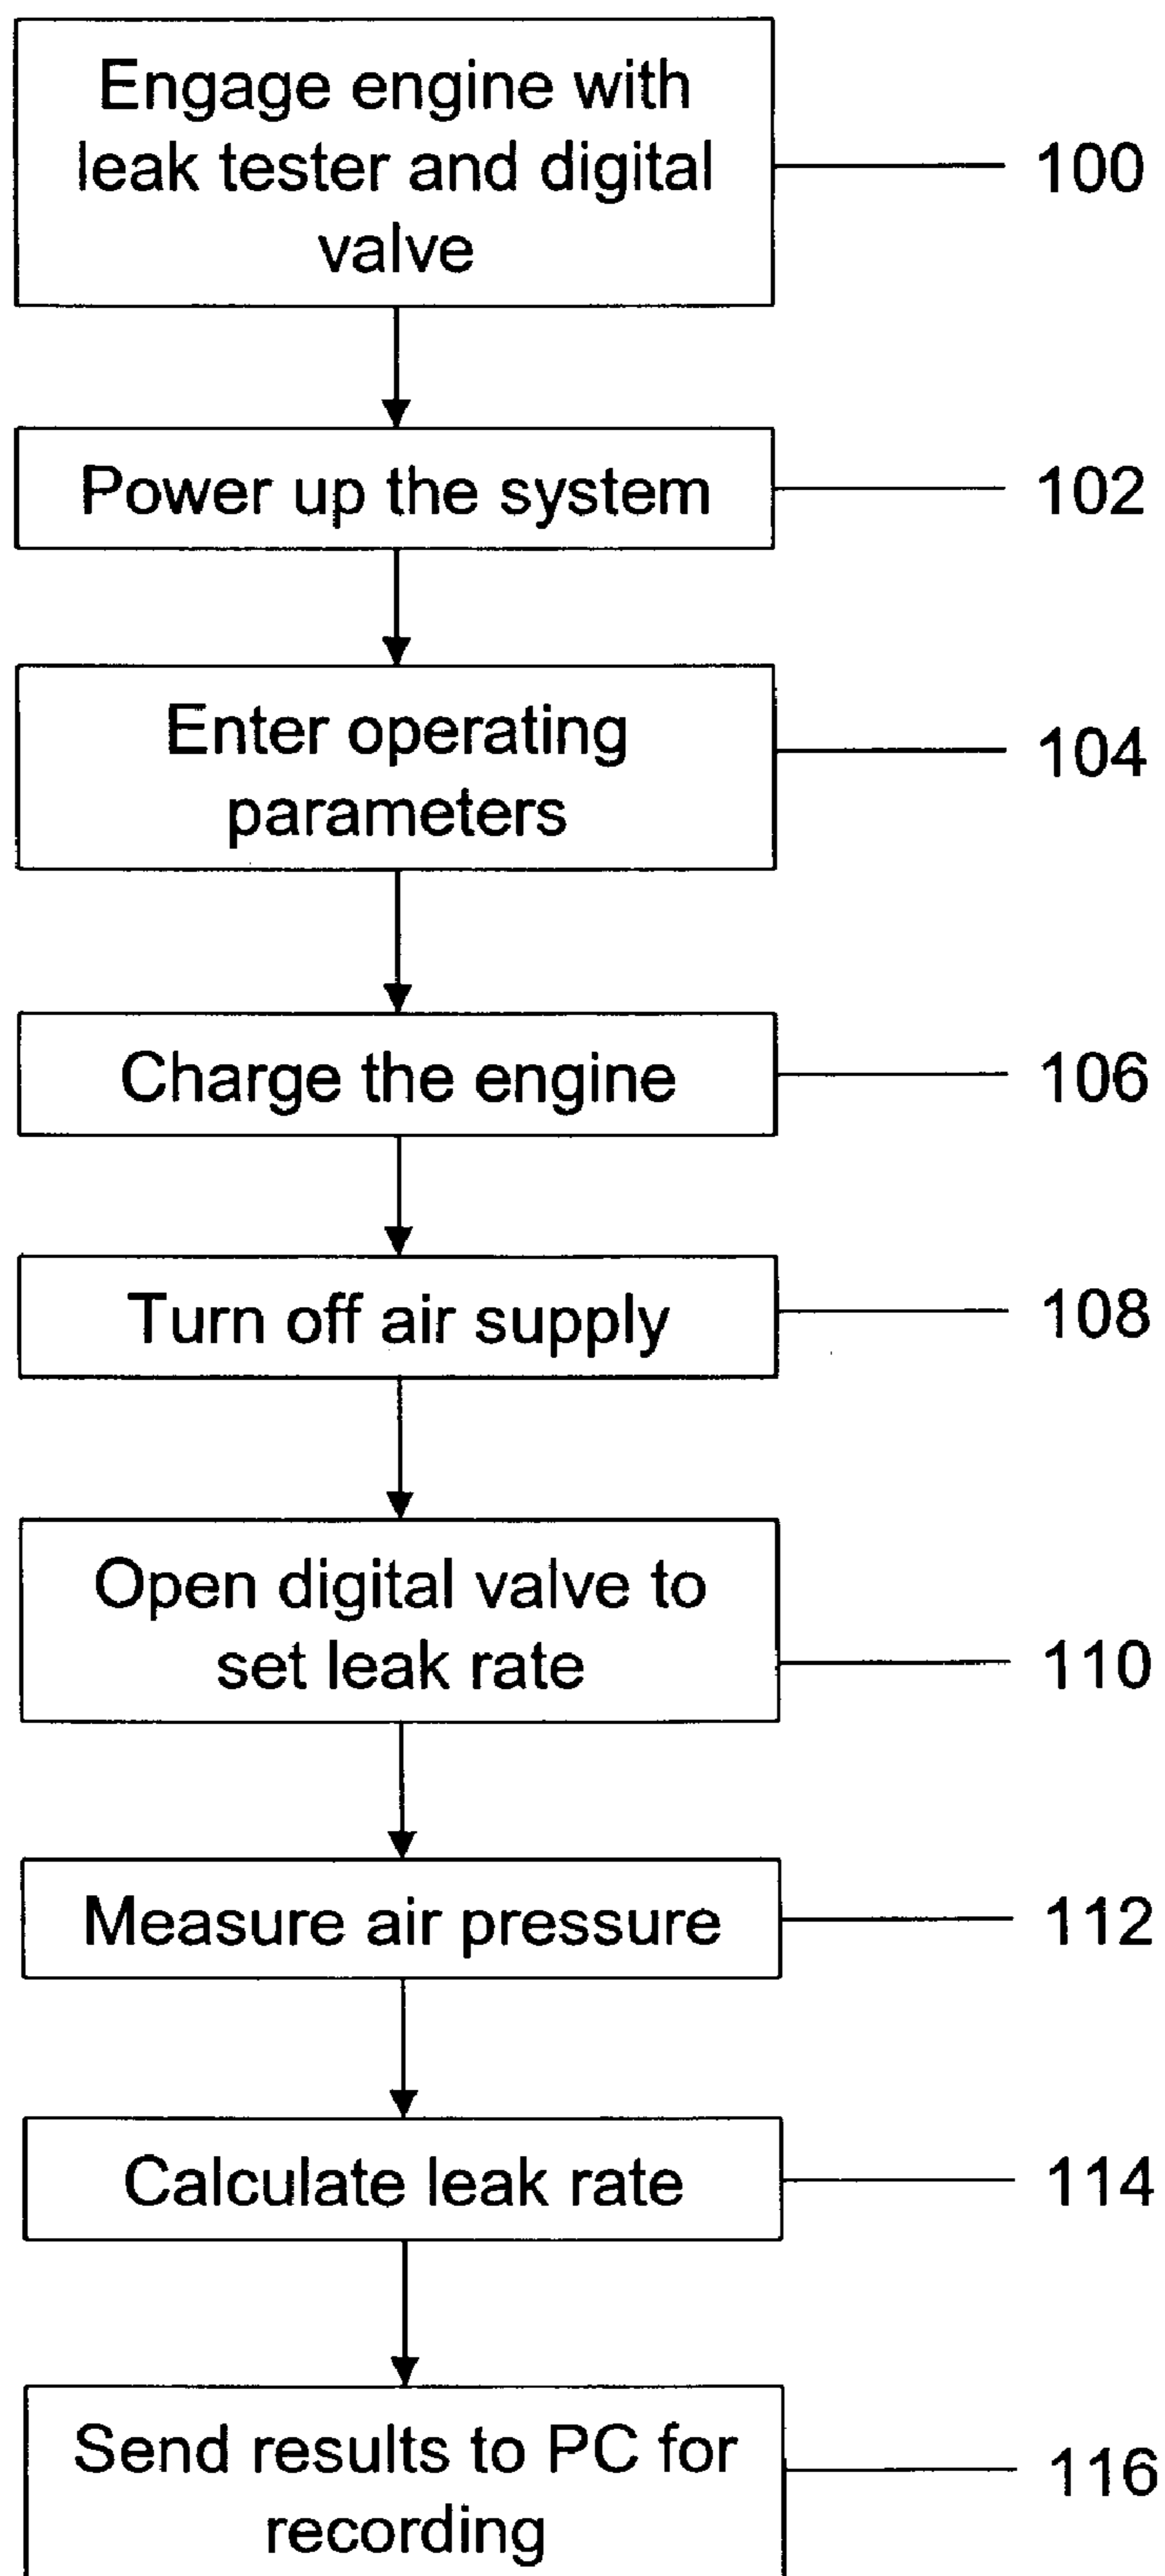 Engage engine with
leak tester and digital
valve
100
Power up the system
102
Enter operating
parameters
104
Charge the engine
106
Turn off air supply
108
Open digital valve to
set leak rate
110
Measure air pressure
112
Calculate leak rate
114
Send results to PC for
recording
116